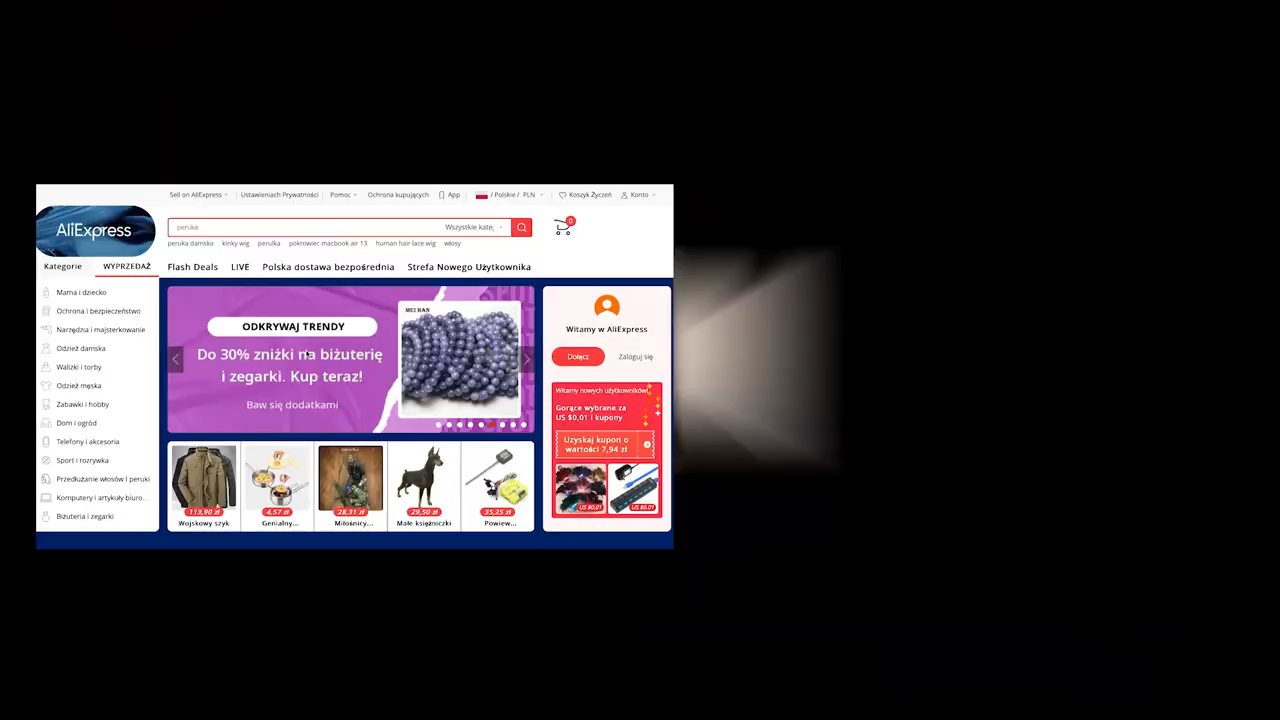 Sell on AliExpress
Ustawieniach Prywatności
Pomoc
Ochrona kupujących
App
/ Polskie / PLN
Koszyk Życzeń
Konto
AliExpress
peruka
Wszystkie kate
0
peruka damska
kinky wig
perulka
pokrowiec macbook air 13
human hair lace wig
włosy
Kategorie
WYPRZEDAŻ
Flash Deals
LIVE
Polska dostawa bezpośrednia
Strefa Nowego Użytkownika
Mama i dziecko
Ochrona i bezpieczeństwo
Narzędzia i majsterkowanie
Odzież damska
Walizki i torby
Odzież męska
Zabawki i hobby
Dom i ogród
Telefony i akcesoria
Sport i rozrywka
Przedłużanie włosów i peruki
Komputery i artykuły biuro...
Biżuteria i zegarki
ODKRYWAJ TRENDY
Do 30% zniżki na biżuterię
i zegarki. Kup teraz!
Baw się dodatkami
MEI HAN
113,90 zł
Wojskowy szyk
4,57 zł
Genialny...
28,31 zł
Miłośnicy...
29,50 zł
Małe księżniczki
35,25 zł
Powiew...
Witamy w AliExpress
Dołącz
Zaloguj się
Witamy nowych użytkowników
Gorące wybrane za
US $0,01 i kupony
Uzyskaj kupon o
wartości 7,94 zł
US $0.01
US $0.01